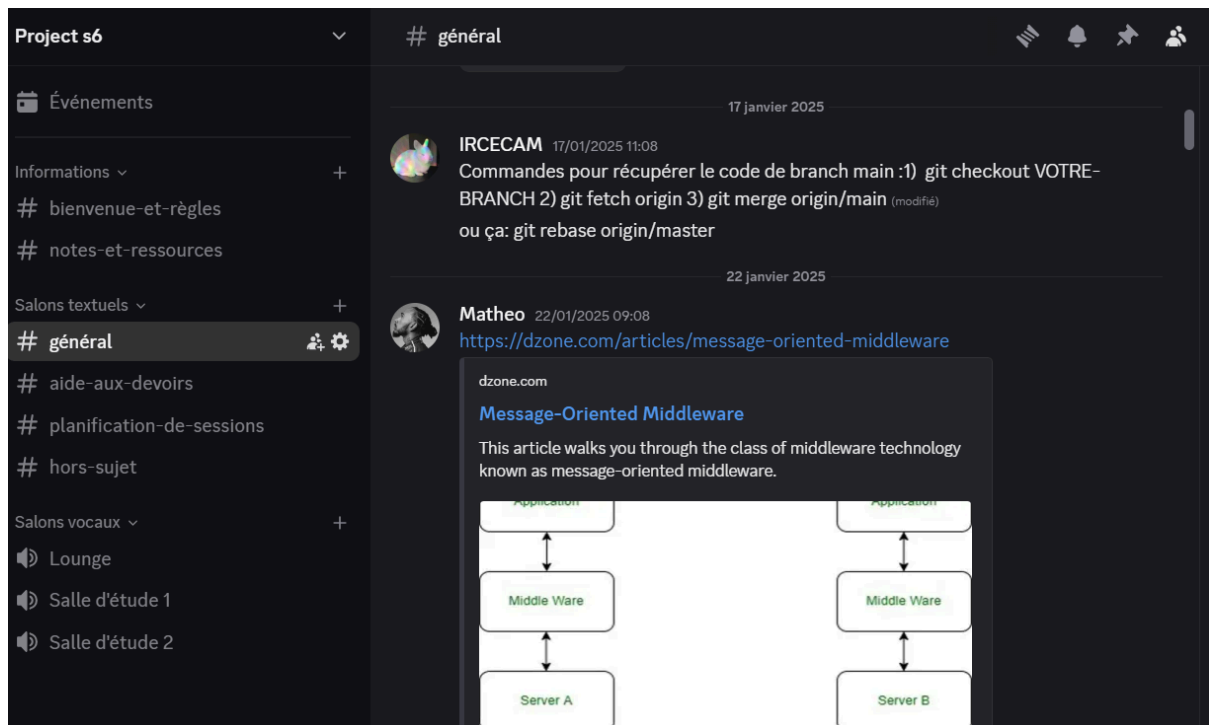 Project s6
Événements
Informations
bienvenue-et-règles
notes-et-ressources
Salons textuels
général
aide-aux-devoirs
planification-de-sessions
hors-sujet
Salons vocaux
Lounge
Salle d'étude 1
Salle d'étude 2
# général
17 janvier 2025
IRCECAM 17/01/2025 11:08
Commandes pour récupérer le code de branch main :1) git checkout VOTRE-
BRANCH 2) git fetch origin 3) git merge origin/main (modifié)
ou ça: git rebase origin/master
22 janvier 2025
Matheo 22/01/2025 09:08
https://dzone.com/articles/message-oriented-middleware
dzone.com
Message-Oriented Middleware
This article walks you through the class of middleware technology
known as message-oriented middleware.
Application Application
Middle Ware Middle Ware
Server A Server B